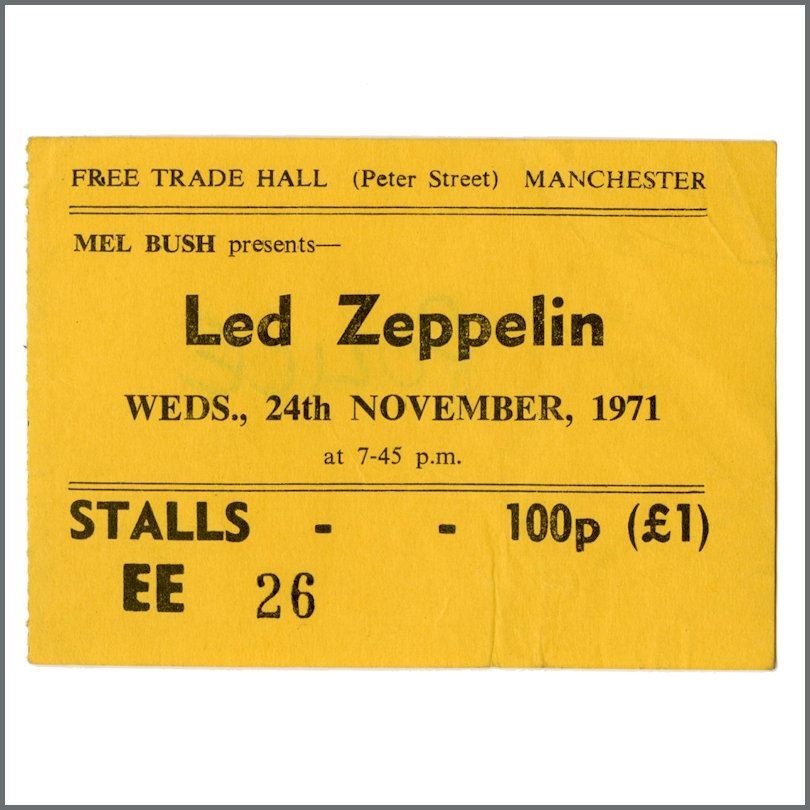 FREE TRADE HALL (Peter Street) MANCHESTER
MEL BUSH presents—
Led Zeppelin
WEDS., 24th NOVEMBER, 1971
at 7-45 p.m.
STALLS - - 100p (£1)
EE 26